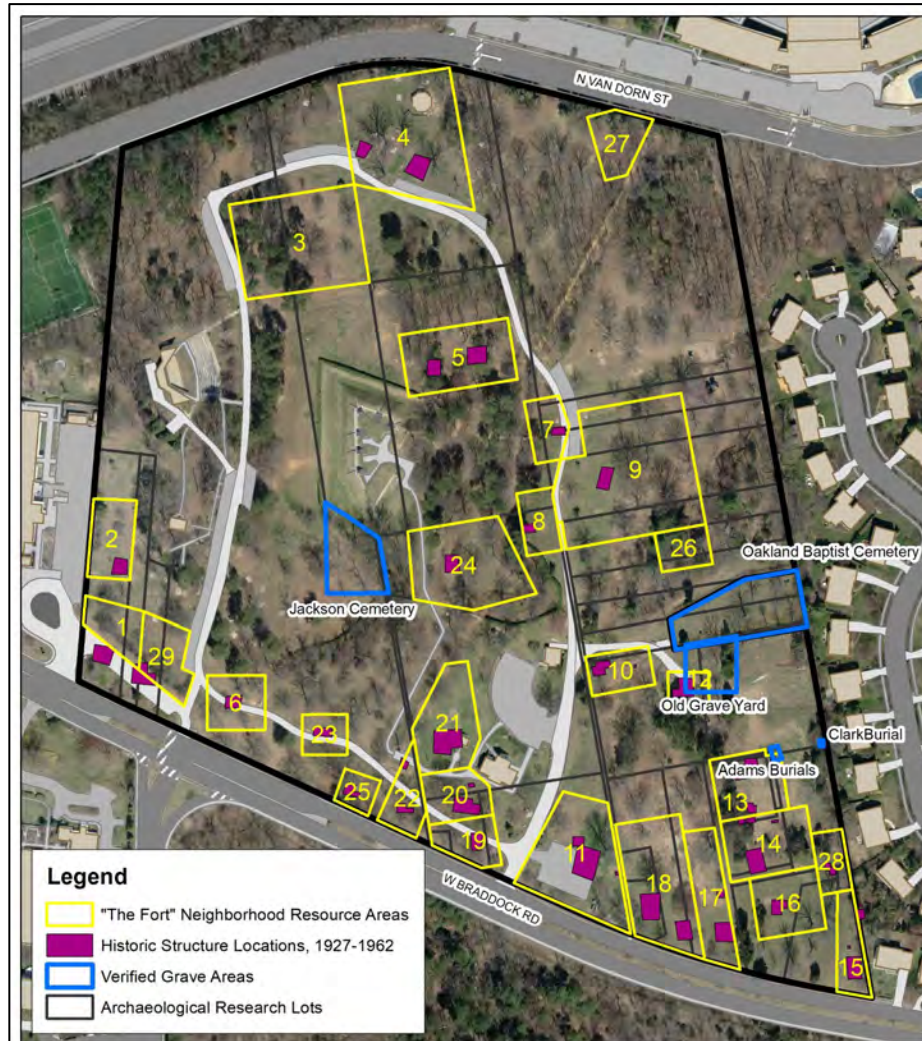 N VAN DORN ST
27
4
3
5
7
9
8
2
24
26
Oakland Baptist Cemetery
Jackson Cemetery
1
29
10
12
6
Old Grave Yard
23
21
ClarkBurial
Adams Burials
25
22
20
13
19
11
14
28
18
17
16
15
W BRADDOCK RD
Legend
"The Fort" Neighborhood Resource Areas
Historic Structure Locations, 1927-1962
Verified Grave Areas
Archaeological Research Lots